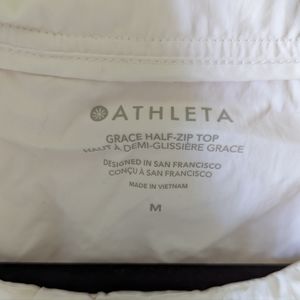 ATHLETA
GRACE HALF-ZIP TOP
HAUT À DEMI-GLISSIÈRE GRACE
DESIGNED IN SAN FRANCISCO
CONÇU À SAN FRANCISCO
MADE IN VIETNAM
M